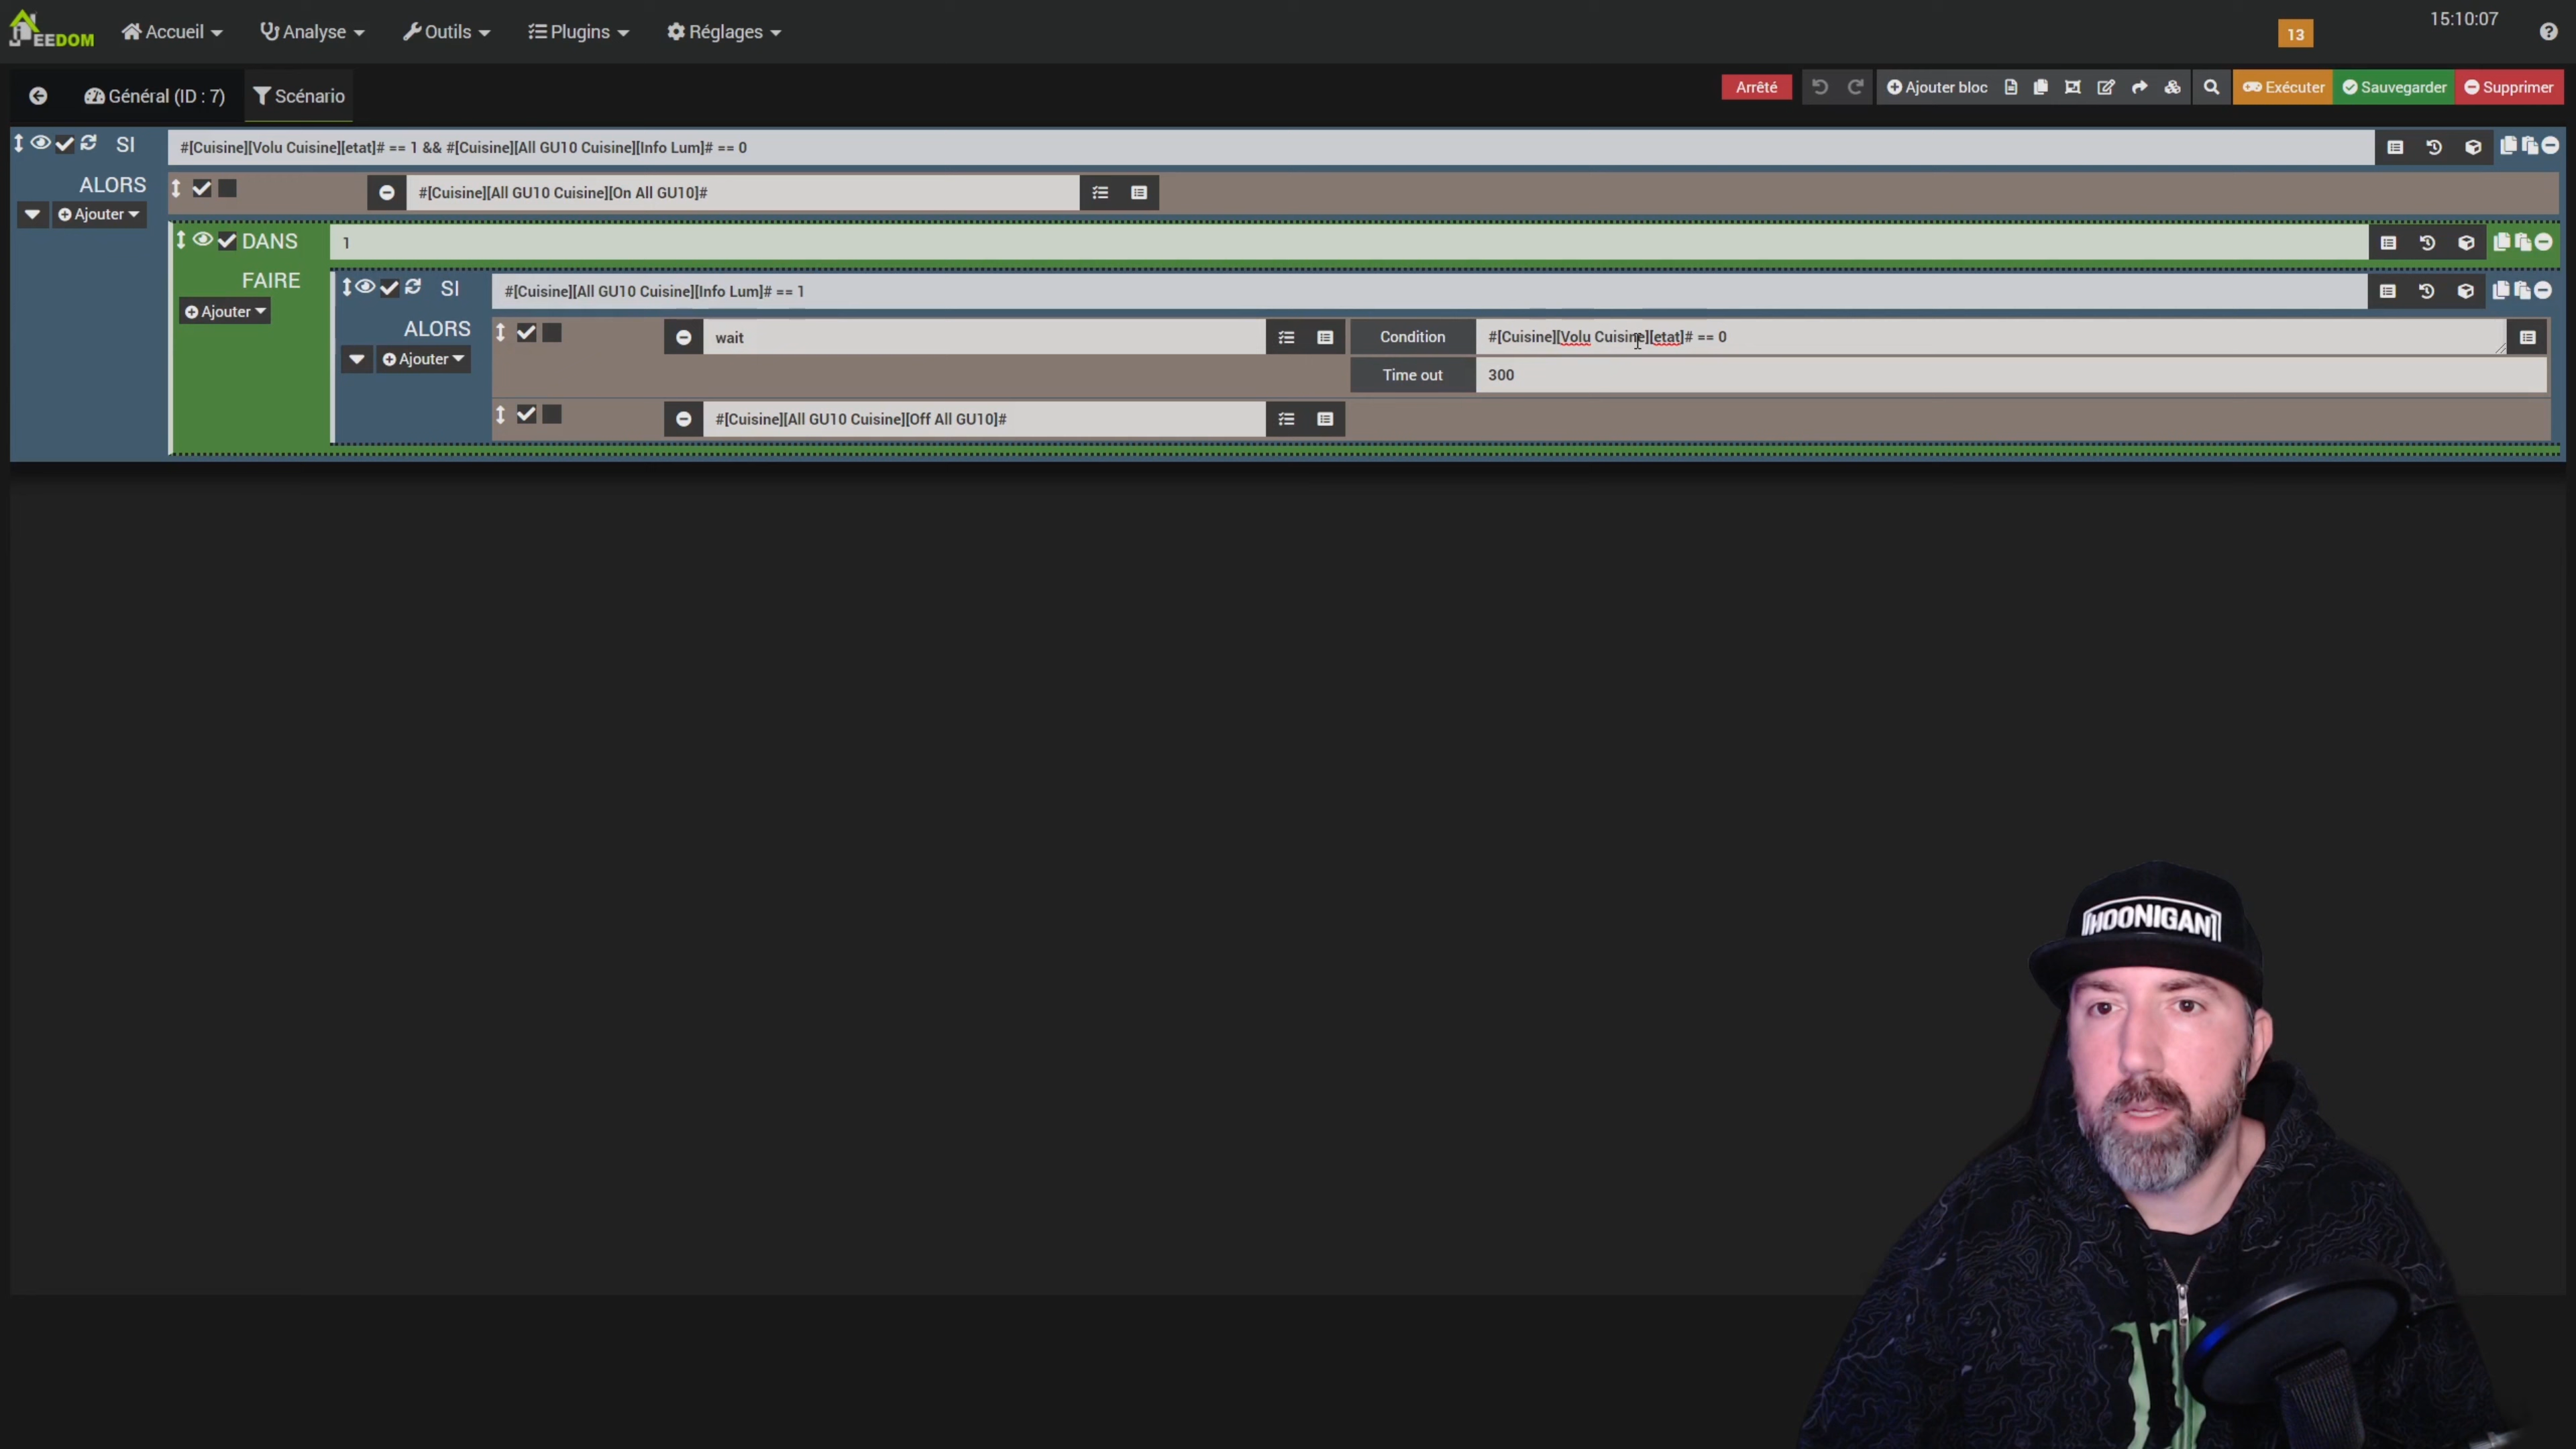 EEDOM Accueil Analyse Outils Plugins Réglages 13 15:10:07
Général (ID : 7) Scénario Arrêté Ajouter bloc Exécuter Sauvegarder Supprimer
SI #[Cuisine][Volu Cuisine][etat]# == 1 && #[Cuisine][All GU10 Cuisine][Info Lum]# == 0
ALORS
Ajouter
#[Cuisine][All GU10 Cuisine][On All GU10]#
DANS 1
FAIRE
Ajouter
SI #[Cuisine][All GU10 Cuisine][Info Lum]# == 1
ALORS
Ajouter
wait Condition #[Cuisine][Volu Cuisine][etat]# == 0
Time out 300
#[Cuisine][All GU10 Cuisine][Off All GU10]#
HOONIGAN